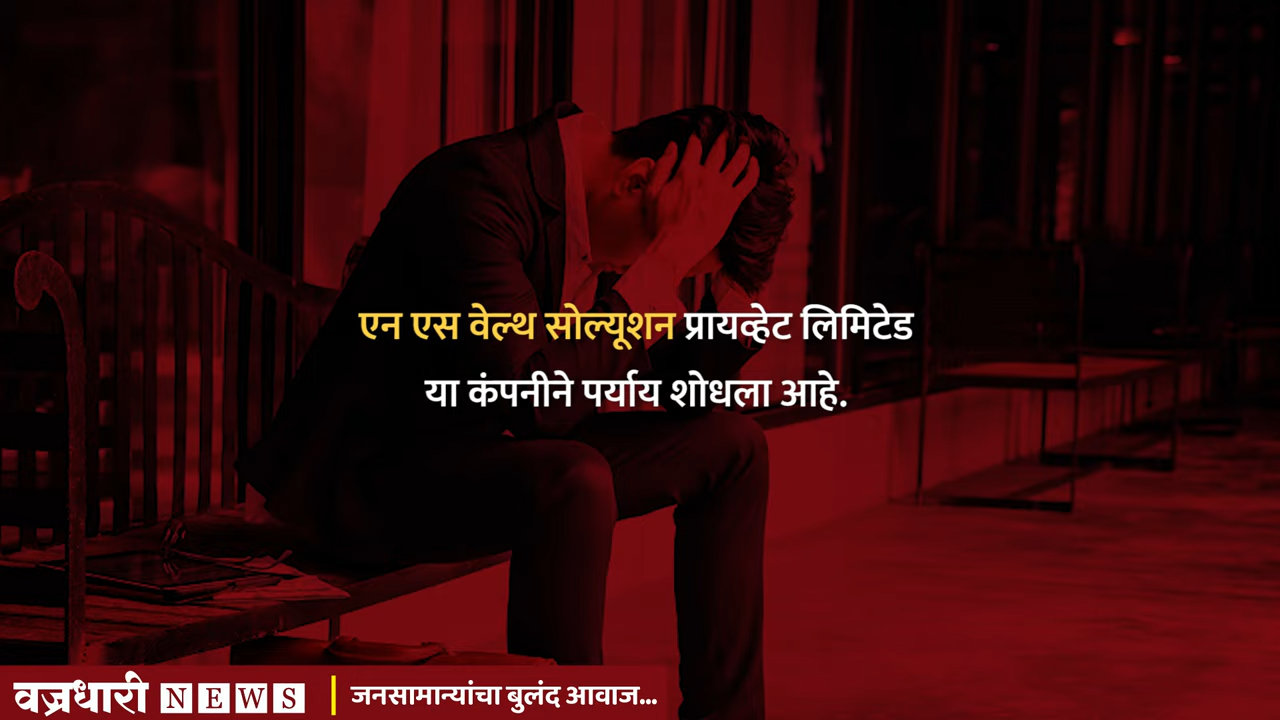 एन एस वेल्थ सोल्यूशन प्रायव्हेट लिमिटेड
या कंपनीने पर्याय शोधला आहे.
वज्रधारी NEWS जनसामान्यांचा बुलंद आवाज...